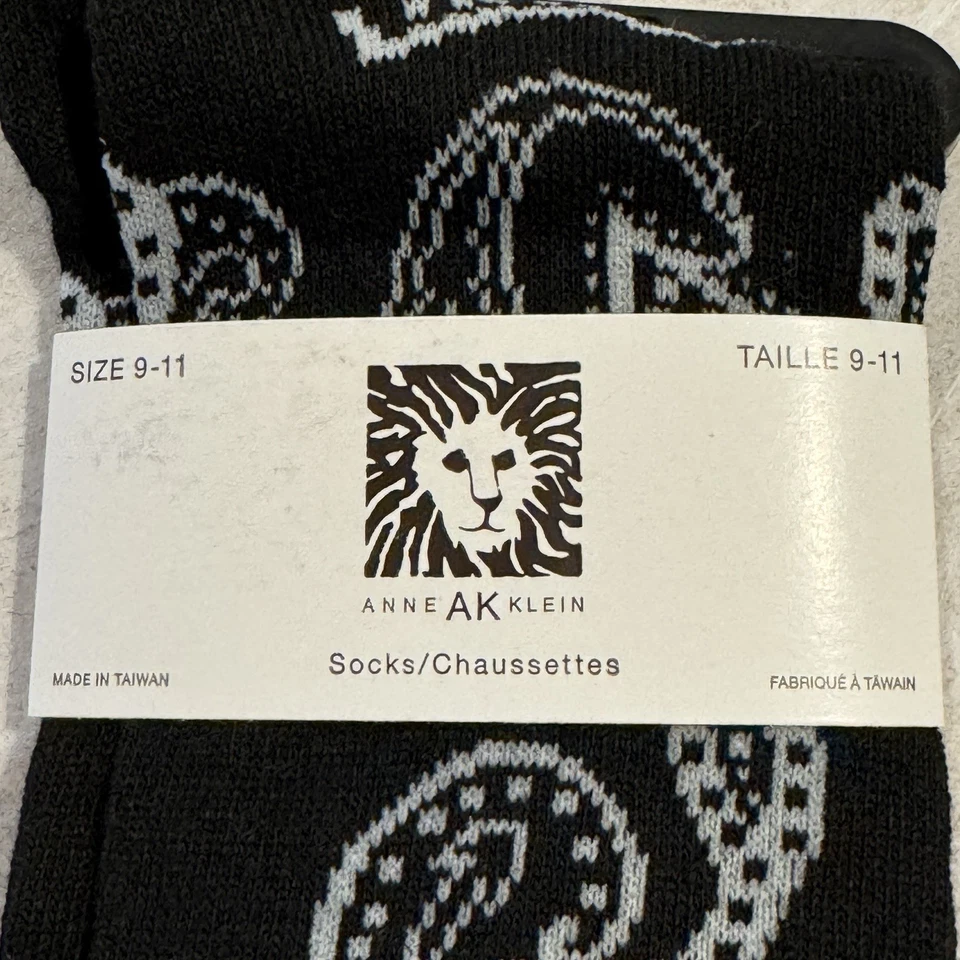 SIZE 9-11
TAILLE 9-11
ANNE AK KLEIN
Socks/Chaussettes
MADE IN TAIWAN
FABRIQUÉ À TÂWAIN